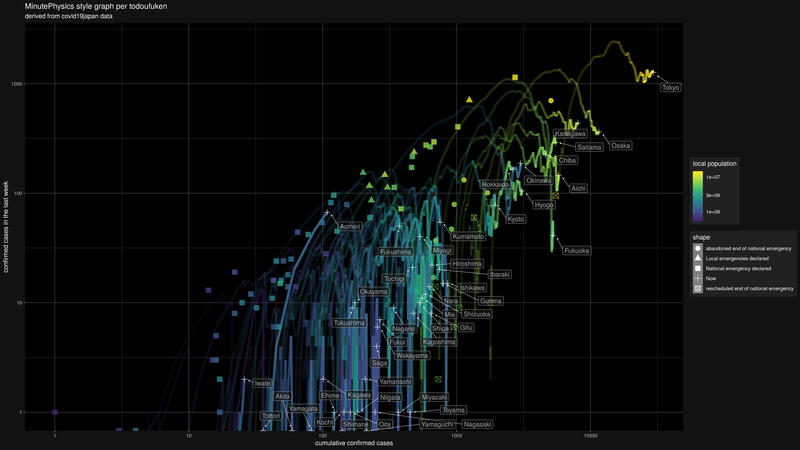 MinutePhysics style graph per todoufuken
derived from covid19japan data
confirmed cases in the last week
1000
100
10
1
Tokyo
Kanagawa
Saitama
Osaka
Chiba
Okinawa
Hokkaido
Aichi
Hyogo
Kyoto
Aomori
Kumamoto
Fukuoka
Fukushima
Miyagi
Hiroshima
Tochigi
Ibaraki
Okayama
Ishikawa
Nara
Gunma
Mie
Shizuoka
Tokushima
Nagano
Shiga
Gifu
Fukui
Kagoshima
Wakayama
Saga
Iwate
Yamanashi
Akita
Ehime
Kagawa
Niigata
Miyazaki
Yamagata
Toyama
Tottori
Kochi
Shimane
Oita
Yamaguchi
Nagasaki
1
10
100
1000
10000
cumulative confirmed cases
local population
1e+07
3e+06
1e+06
shape
abandoned end of national emergency
Local emergencies declared
National emergency declared
Now
rescheduled end of national emergency